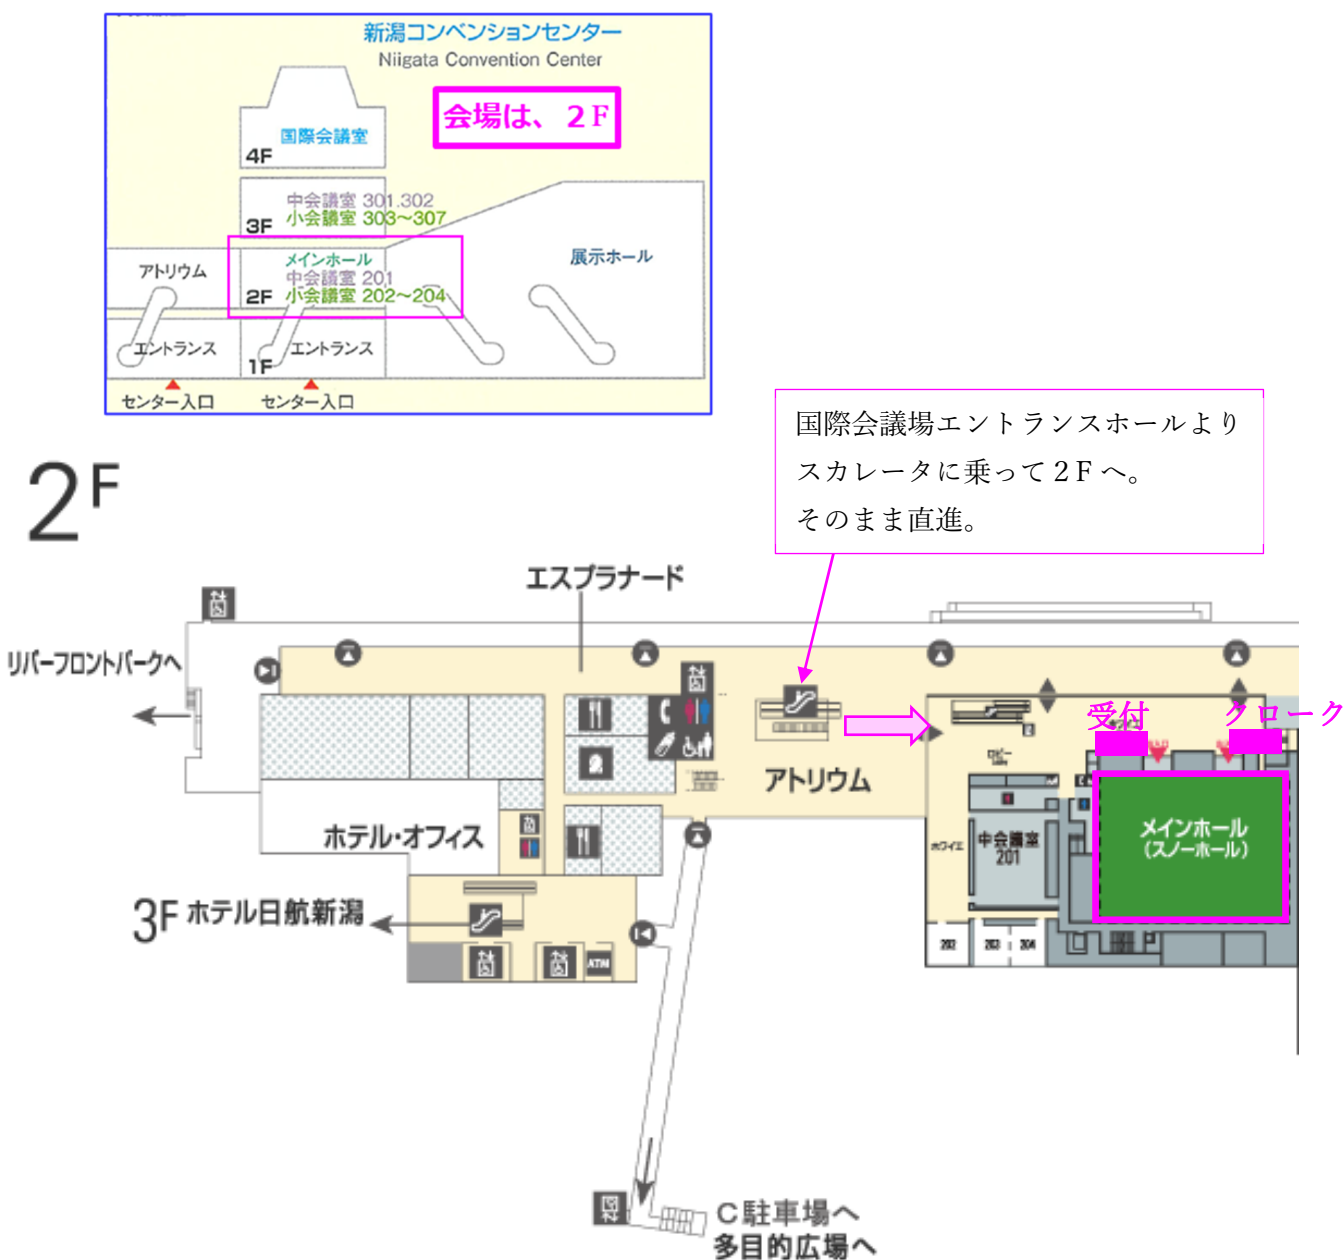 新潟コンベンションセンター
Niigata Convention Center
会場は、２F
国際会議室
4F
中会議室 301.302
小会議室 303〜307
3F
メインホール
中会議室 201
小会議室 202〜204
2F
アトリウム
展示ホール
エントランス
エントランス
1F
センター入口
センター入口
国際会議場エントランスホールより
スカレータに乗って２F へ。
そのまま直進。
2F
エスプラナード
リバーフロントパークへ
受付
クローク
ロビー
アトリウム
ホテル・オフィス
メインホール
(スノーホール)
中会議室
201
ホワイエ
3F ホテル日航新潟
202
203
204
ATM
C駐車場へ
多目的広場へ